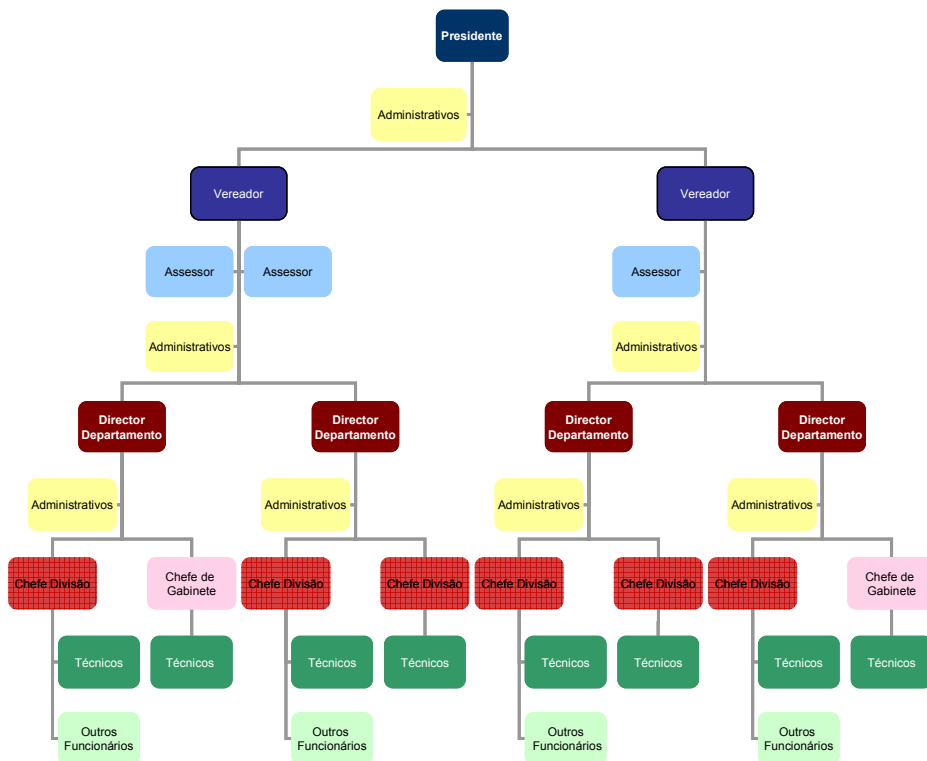 Presidente
Administrativos
Vereador
Vereador
Assessor
Assessor
Assessor
Administrativos
Administrativos
Director
Departamento
Director
Departamento
Director
Departamento
Director
Departamento
Administrativos
Administrativos
Administrativos
Administrativos
Chefe Divisão
Chefe de
Gabinete
Chefe Divisão
Chefe Divisão
Chefe Divisão
Chefe Divisão
Chefe Divisão
Chefe de
Gabinete
Técnicos
Técnicos
Técnicos
Técnicos
Técnicos
Técnicos
Técnicos
Técnicos
Outros
Funcionários
Outros
Funcionários
Outros
Funcionários
Outros
Funcionários